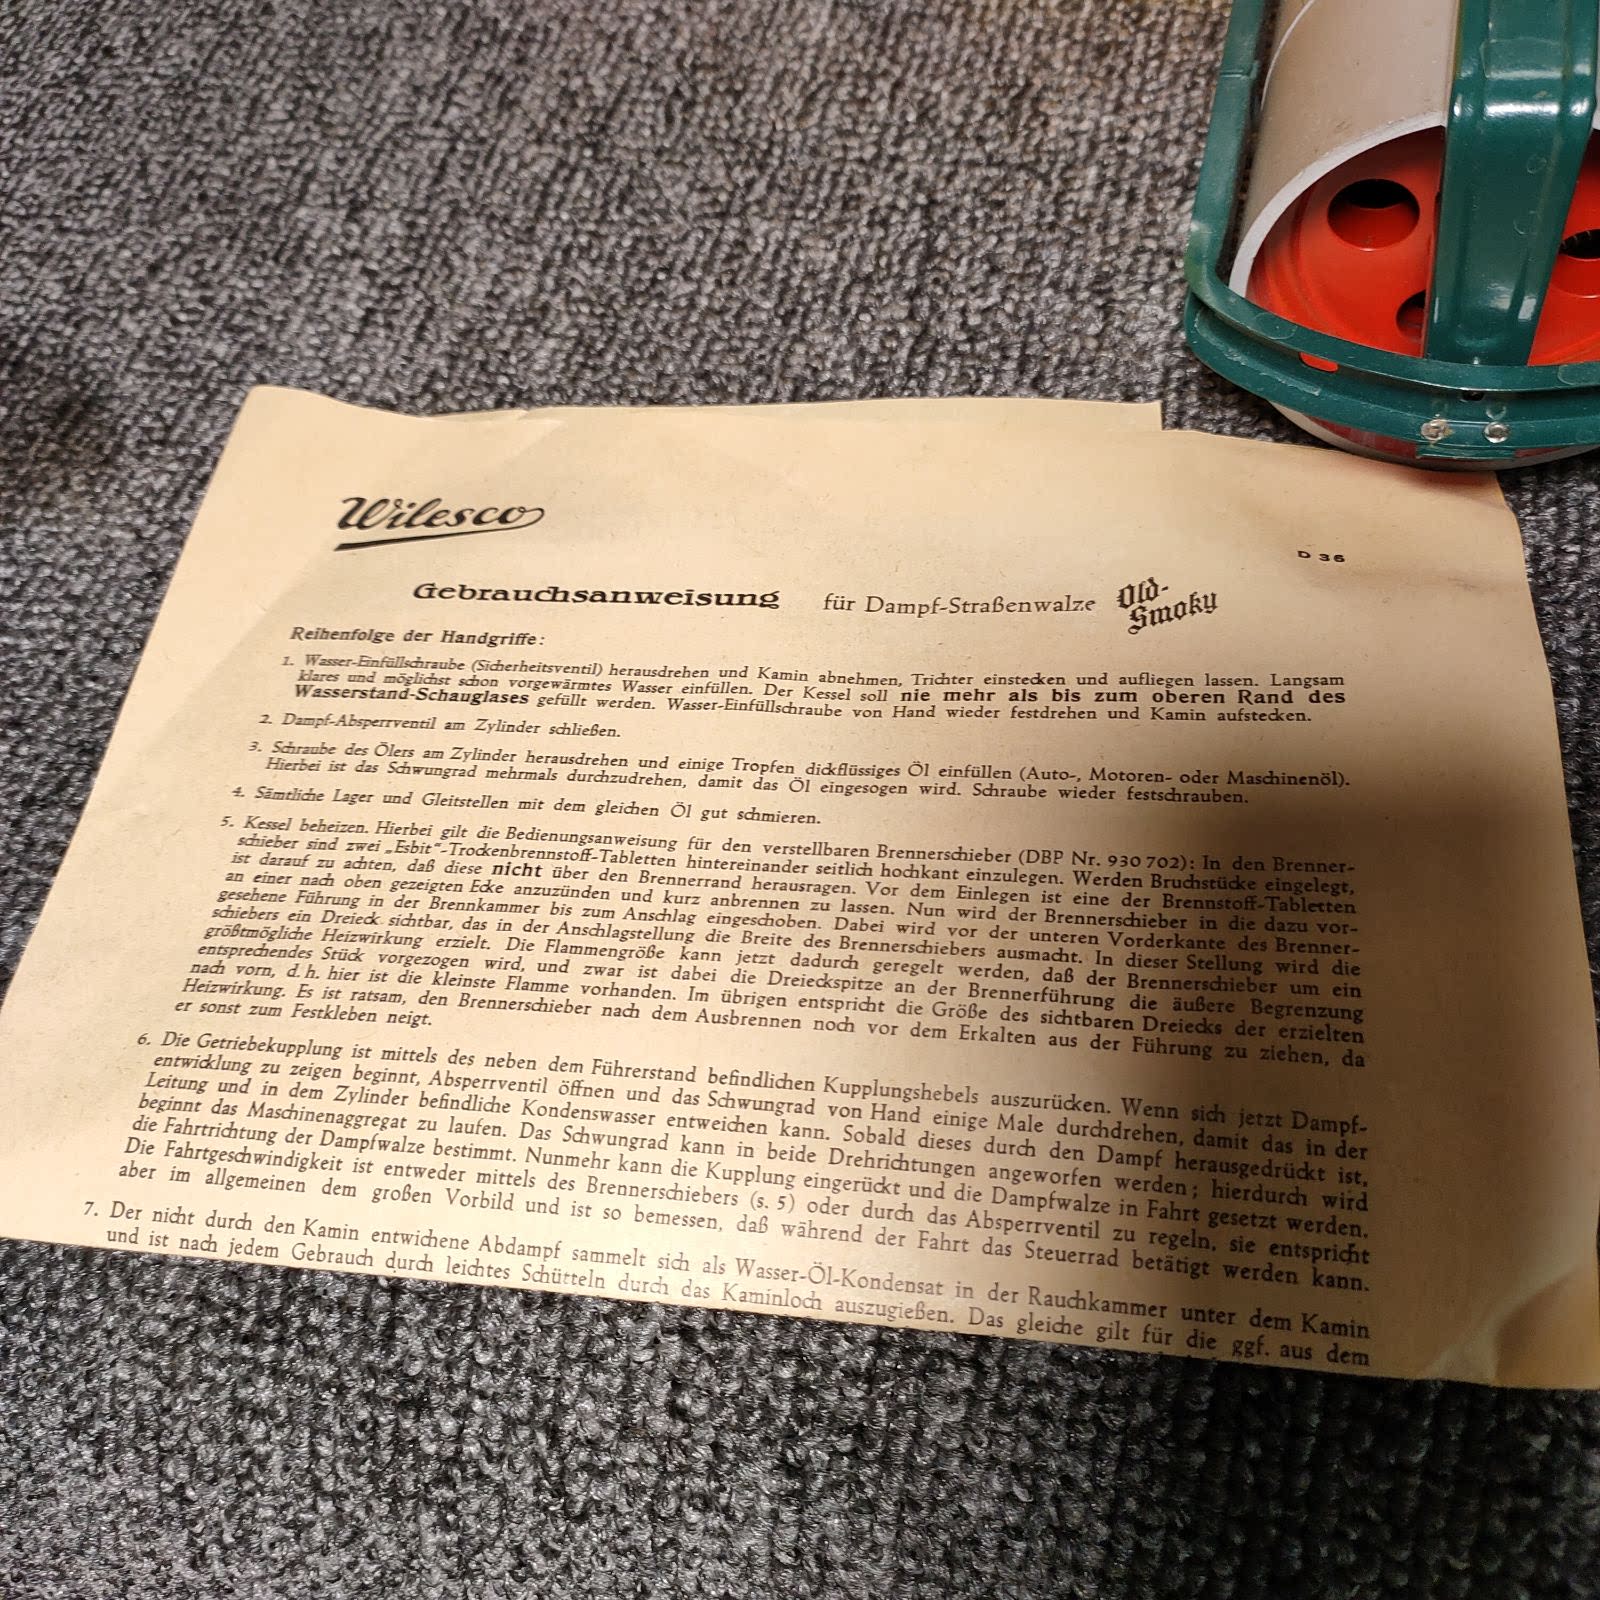 Wilesco
D 36
Gebrauchsanweisung für Dampf-Straßenwalze Old-
Smoky
Reihenfolge der Handgriffe:
1. Wasser-Einfüllschraube (Sicherheitsventil) herausdrehen und Kamin abnehmen, Trichter einstecken und aufliegen lassen. Langsam
klares und möglichst schon vorgewärmtes Wasser einfüllen. Der Kessel soll nie mehr als bis zum oberen Rand des
Wasserstand-Schauglases gefüllt werden. Wasser-Einfüllschraube von Hand wieder festdrehen und Kamin aufstecken.
2. Dampf-Absperrventil am Zylinder schließen.
3. Schraube des Ölers am Zylinder herausdrehen und einige Tropfen dickflüssiges Öl einfüllen (Auto-, Motoren- oder Maschinenöl).
Hierbei ist das Schwungrad mehrmals durchzudrehen, damit das Öl eingesogen wird. Schraube wieder festschrauben.
4. Sämtliche Lager und Gleitstellen mit dem gleichen Öl gut schmieren.
5. Kessel beheizen. Hierbei gilt die Bedienungsanweisung für den verstellbaren Brennerschieber (DBP Nr. 930 702): In den Brenner-
schieber sind zwei „Esbit"-Trockenbrennstoff-Tabletten hintereinander seitlich hochkant einzulegen. Werden Bruchstücke eingelegt,
ist darauf zu achten, daß diese nicht über den Brennerrand herausragen. Vor dem Einlegen ist eine der Brennstoff-Tabletten
an einer nach oben gezeigten Ecke anzuzünden und kurz anbrennen zu lassen. Nun wird der Brennerschieber in die dazu vor-
gesehene Führung in der Brennkammer bis zum Anschlag eingeschoben. Dabei wird vor der unteren Vorderkante des Brenner-
schiebers ein Dreieck sichtbar, das in der Anschlagstellung die Breite des Brennerschiebers ausmacht. In dieser Stellung wird die
größtmögliche Heizwirkung erzielt. Die Flammengröße kann jetzt dadurch geregelt werden, daß der Brennerschieber um ein
entsprechendes Stück vorgezogen wird, und zwar ist dabei die Dreieckspitze an der Brennerführung die äußere Begrenzung
nach vorn, d. h. hier ist die kleinste Flamme vorhanden. Im übrigen entspricht die Größe des sichtbaren Dreiecks der erzielten
Heizwirkung. Es ist ratsam, den Brennerschieber nach dem Ausbrennen noch vor dem Erkalten aus der Führung zu ziehen, da
er sonst zum Festkleben neigt.
6. Die Getriebekupplung ist mittels des neben dem Führerstand befindlichen Kupplungshebels auszurücken. Wenn sich jetzt Dampf-
entwicklung zu zeigen beginnt, Absperrventil öffnen und das Schwungrad von Hand einige Male durchdrehen, damit das in der
Leitung und in dem Zylinder befindliche Kondenswasser entweichen kann. Sobald dieses durch den Dampf herausgedrückt ist,
beginnt das Maschinenaggregat zu laufen. Das Schwungrad kann in beide Drehrichtungen angeworfen werden; hierdurch wird
die Fahrtrichtung der Dampfwalze bestimmt. Nunmehr kann die Kupplung eingerückt und die Dampfwalze in Fahrt gesetzt werden.
Die Fahrtgeschwindigkeit ist entweder mittels des Brennerschiebers (s. 5) oder durch das Absperrventil zu regeln, sie entspricht
aber im allgemeinen dem großen Vorbild und ist so bemessen, daß während der Fahrt das Steuerrad betätigt werden kann.
7. Der nicht durch den Kamin entwichene Abdampf sammelt sich als Wasser-Öl-Kondensat in der Rauchkammer unter dem Kamin
und ist nach jedem Gebrauch durch leichtes Schütteln durch das Kaminloch auszugießen. Das gleiche gilt für die ggf. aus dem